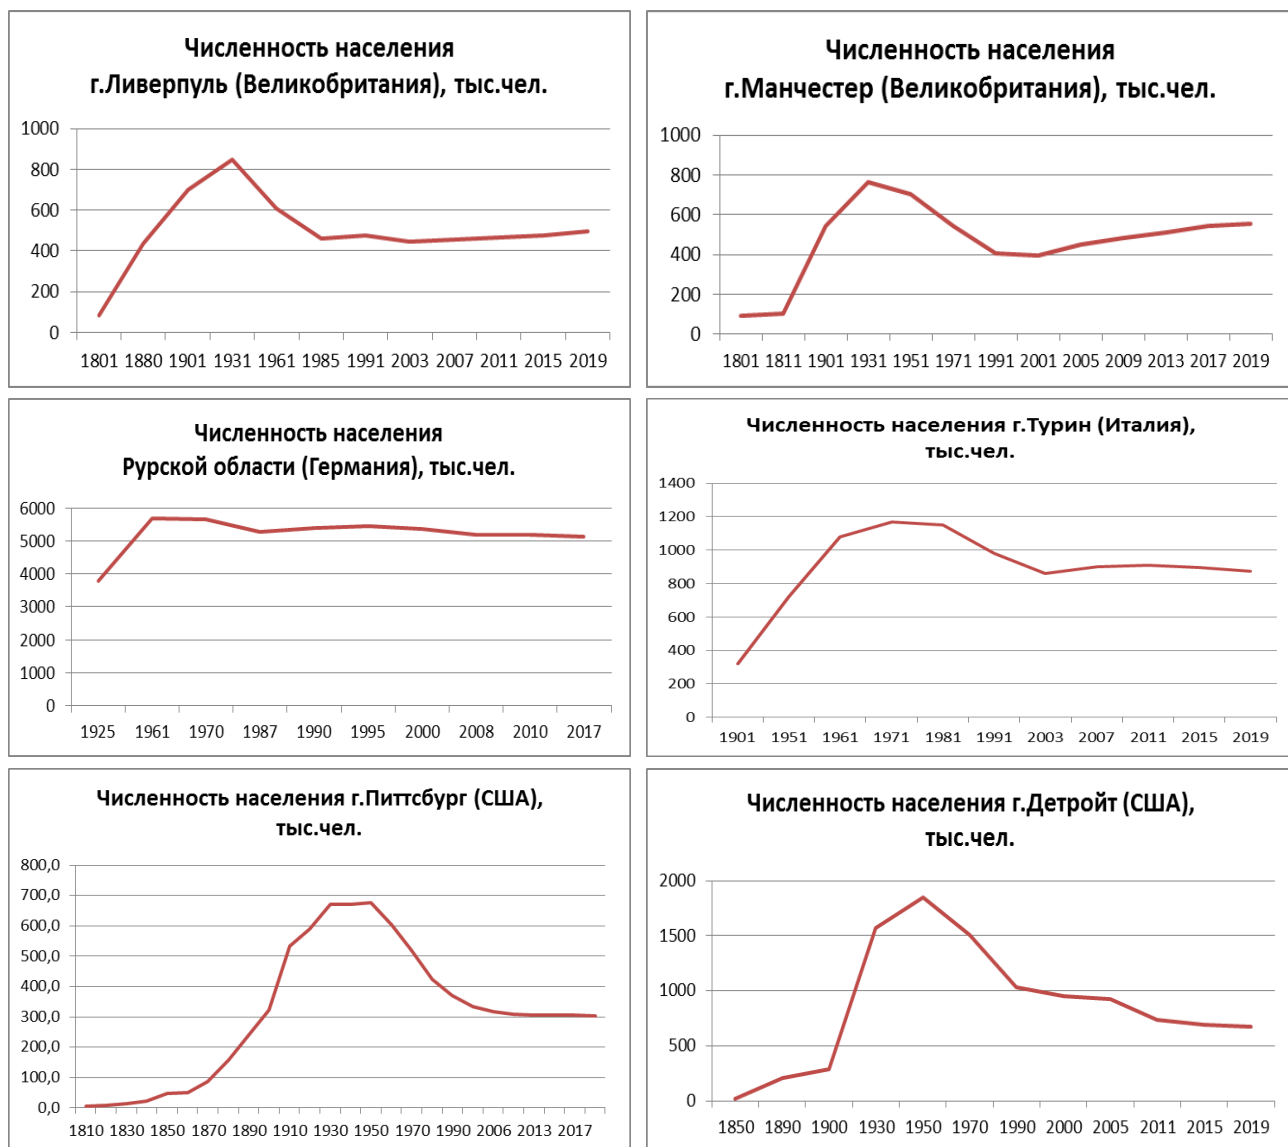 Численность населения
г.Ливерпуль (Великобритания), тыс.чел.
1000
800
600
400
200
0
1801 1880 1901 1931 1961 1985 1991 2003 2007 2011 2015 2019
Численность населения
г.Манчестер (Великобритания), тыс.чел.
1000
800
600
400
200
0
1801 1811 1901 1931 1951 1971 1991 2001 2005 2009 2013 2017 2019
Численность населения
Рурской области (Германия), тыс.чел.
6000
5000
4000
3000
2000
1000
0
1925 1961 1970 1987 1990 1995 2000 2008 2010 2017
Численность населения г.Турин (Италия),
тыс.чел.
1400
1200
1000
800
600
400
200
0
1901 1951 1961 1971 1981 1991 2003 2007 2011 2015 2019
Численность населения г.Питтсбург (США),
тыс.чел.
800,0
700,0
600,0
500,0
400,0
300,0
200,0
100,0
0,0
1810 1830 1850 1870 1890 1910 1930 1950 1970 1990 2006 2013 2017
Численность населения г.Детройт (США),
тыс.чел.
2000
1500
1000
500
0
1850 1890 1900 1930 1950 1970 1990 2000 2005 2011 2015 2019